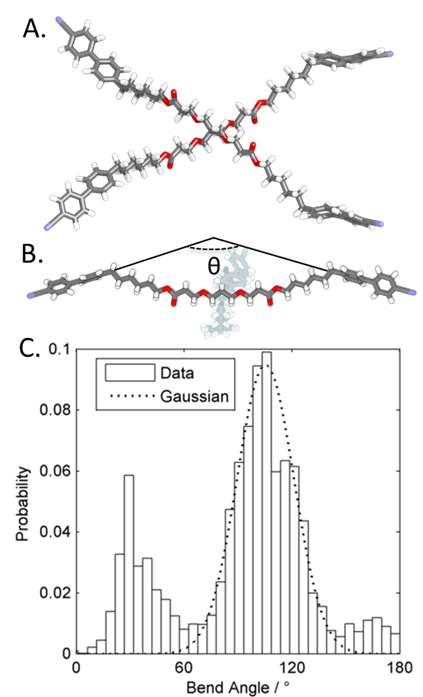 A.
B.
θ
C.
0.1
Data
Gaussian
0.08
0.06
0.04
0.02
0
Probability
0 60 120 180
Bend Angle / °